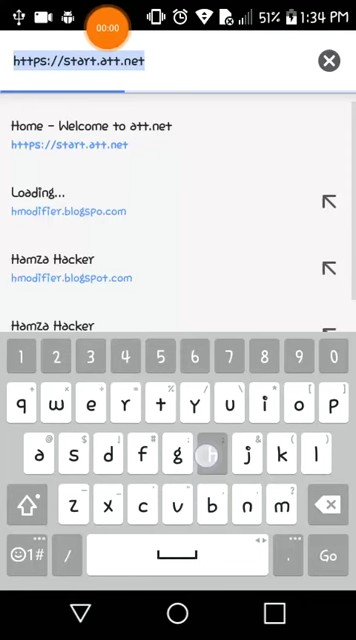 00:00
51% 1:34 PM
https://start.att.net
Home - Welcome to att.net
https://start.att.net
Loading...
hmodifier.blogspo.com
Hamza Hacker
hmodifier.blogspot.com
Hamza Hacker
1 2 3 4 5 6 7 8 9 0
q w e r t y u i o p
a s d f g h j k l
z x c v b n m
1# / . Go